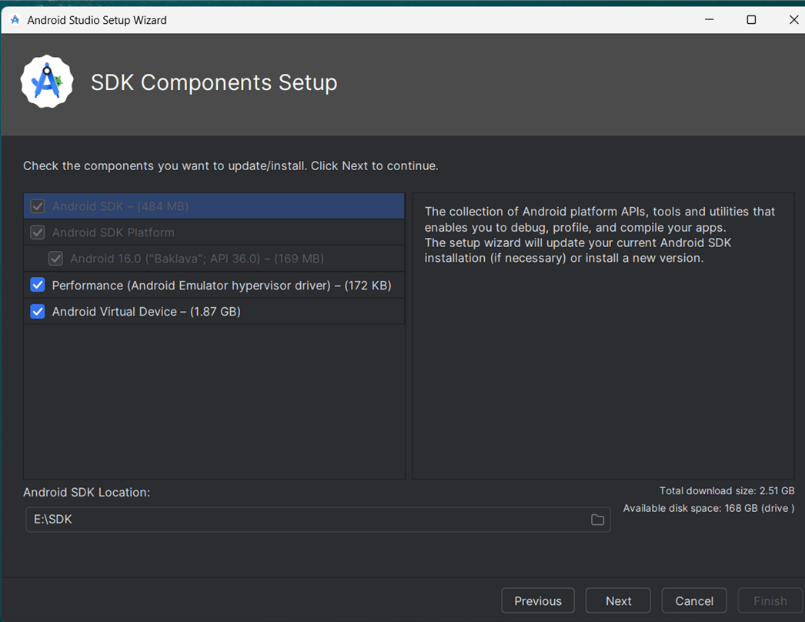 Android Studio Setup Wizard
SDK Components Setup
Check the components you want to update/install. Click Next to continue.
Android SDK – (484 MB)
Android SDK Platform
Android 16.0 ("Baklava"; API 36.0) – (169 MB)
Performance (Android Emulator hypervisor driver) – (172 KB)
Android Virtual Device – (1.87 GB)
The collection of Android platform APIs, tools and utilities that
enables you to debug, profile, and compile your apps.
The setup wizard will update your current Android SDK
installation (if necessary) or install a new version.
Android SDK Location:
E:\SDK
Total download size: 2.51 GB
Available disk space: 168 GB (drive )
Previous
Next
Cancel
Finish